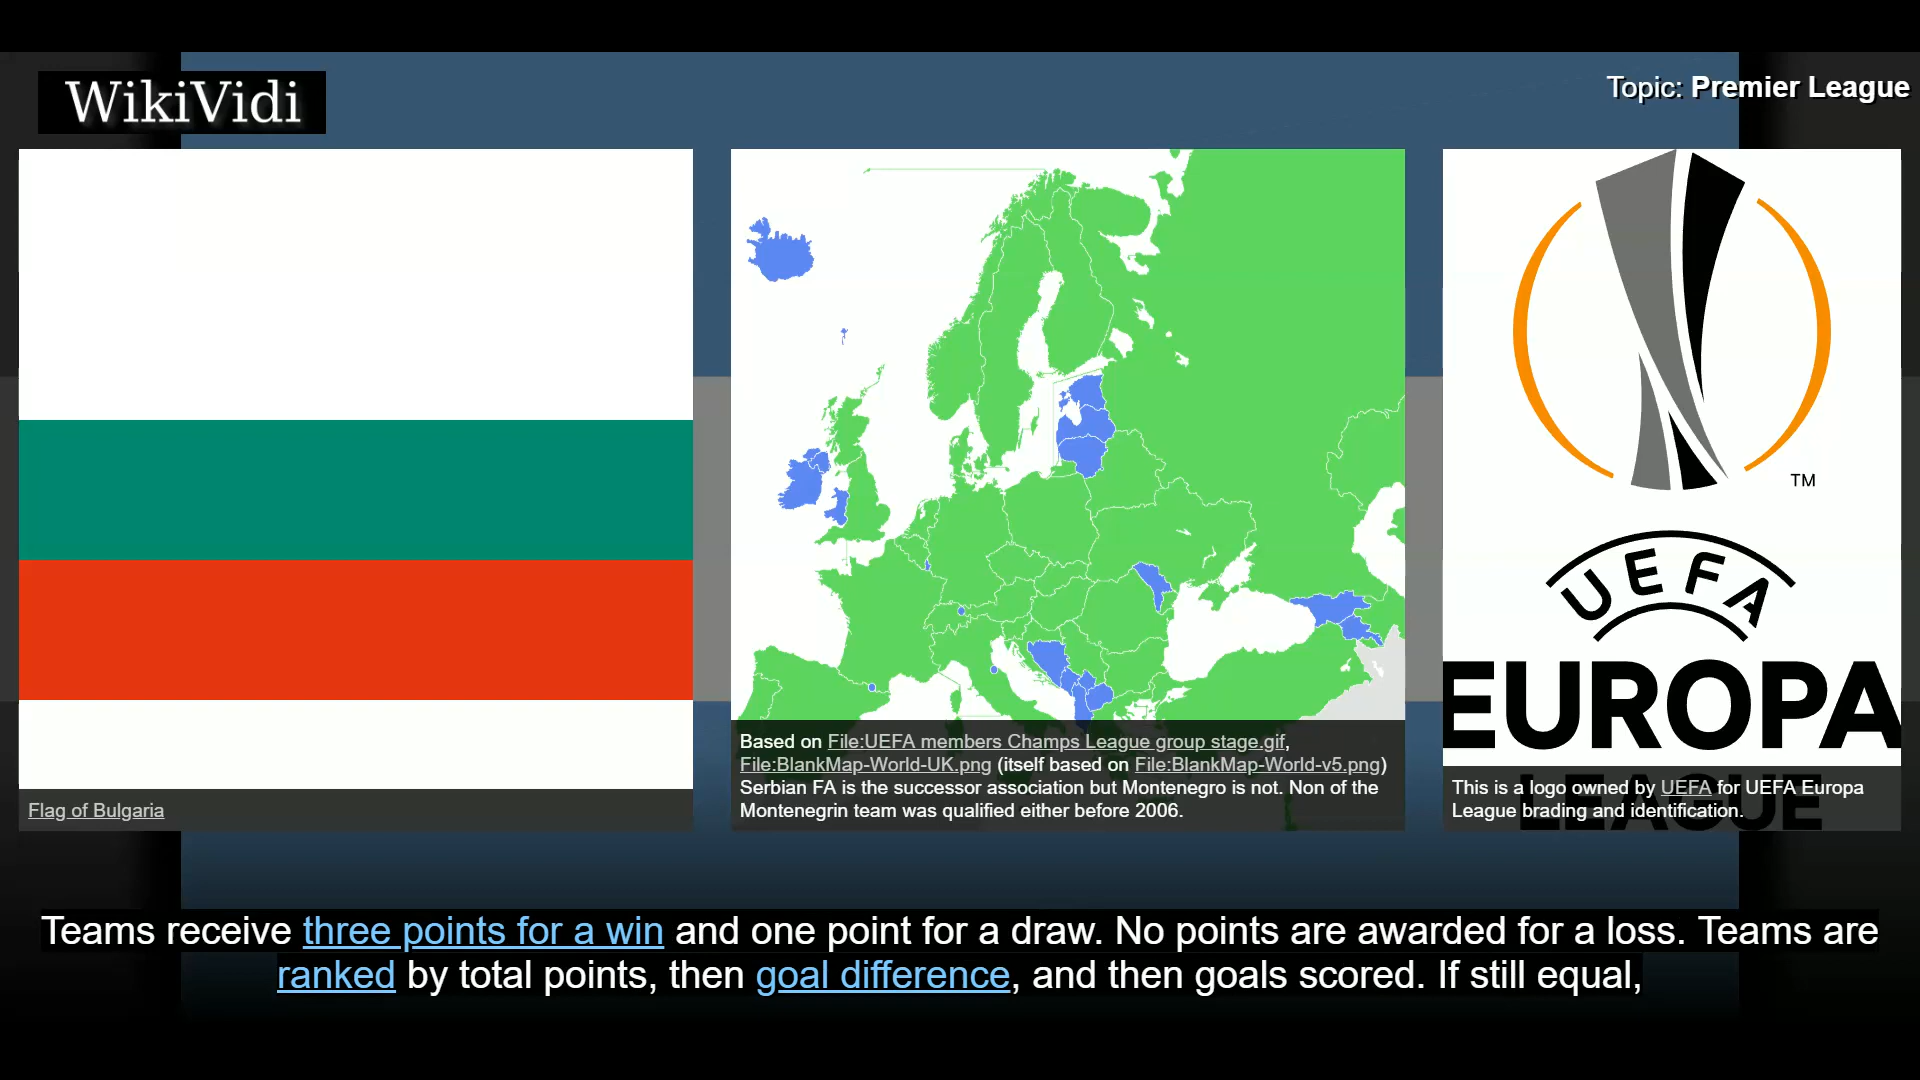 WikiVidi
Topic: Premier League
Flag of Bulgaria
Based on File:UEFA members Champs League group stage.gif,
File:BlankMap-World-UK.png (itself based on File:BlankMap-World-v5.png)
Serbian FA is the successor association but Montenegro is not. Non of the
Montenegrin team was qualified either before 2006.
TM
UEFA
EUROPA
LEAGUE
This is a logo owned by UEFA for UEFA Europa
League brading and identification.
Teams receive three points for a win and one point for a draw. No points are awarded for a loss. Teams are
ranked by total points, then goal difference, and then goals scored. If still equal,